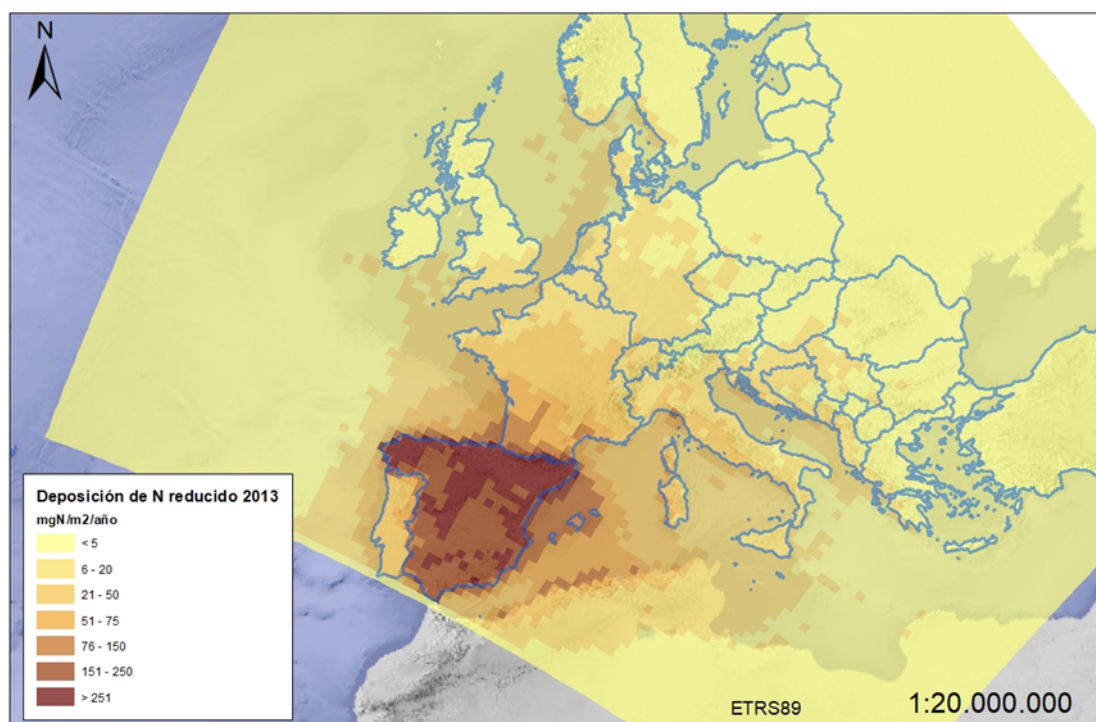 N
Deposición de N reducido 2013
mgN/m2/año
< 5
6 - 20
21 - 50
51 - 75
76 - 150
151 - 250
> 251
ETRS89
1:20.000.000